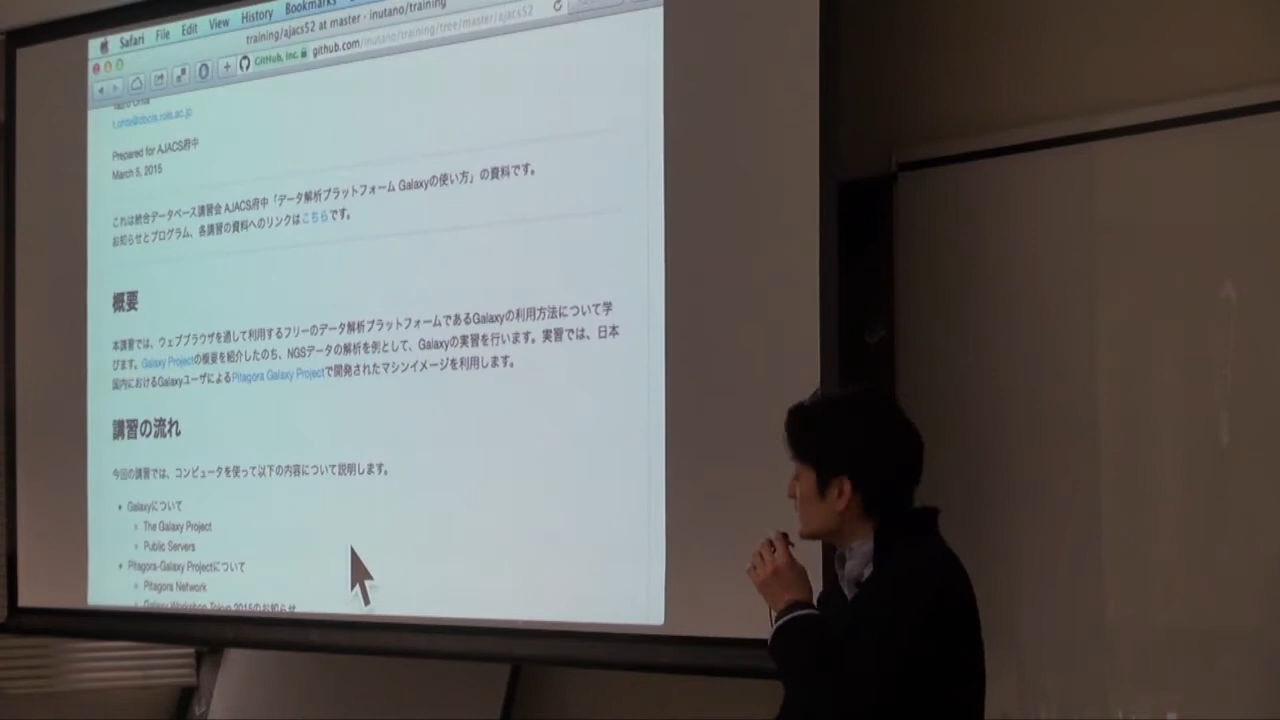 Safari File Edit View History Bookmarks
training/ajacs52 at master · inutano/training
GitHub, Inc. github.com/inutano/training/tree/master/ajacs52
Prepared for AJACS府中
March 5, 2015
これは統合データベース講習会 AJACS府中「データ解析プラットフォーム Galaxyの使い方」の資料です。
お知らせとプログラム、各講習の資料へのリンクはこちらです。
概要
本講習では、ウェブブラウザを通して利用するフリーのデータ解析プラットフォームであるGalaxyの利用方法について学
びます。Galaxy Projectの概要を紹介したのち、NGSデータの解析を例として、Galaxyの実習を行います。実習では、日本
国内におけるGalaxyユーザによるPitagora Galaxy Projectで開発されたマシンイメージを利用します。
講習の流れ
今回の講習では、コンピュータを使って以下の内容について説明します。
Galaxyについて
The Galaxy Project
Public Servers
Pitagora-Galaxy Projectについて
Pitagora Network
Galaxy Workshop Tokyo 2015のお知らせ